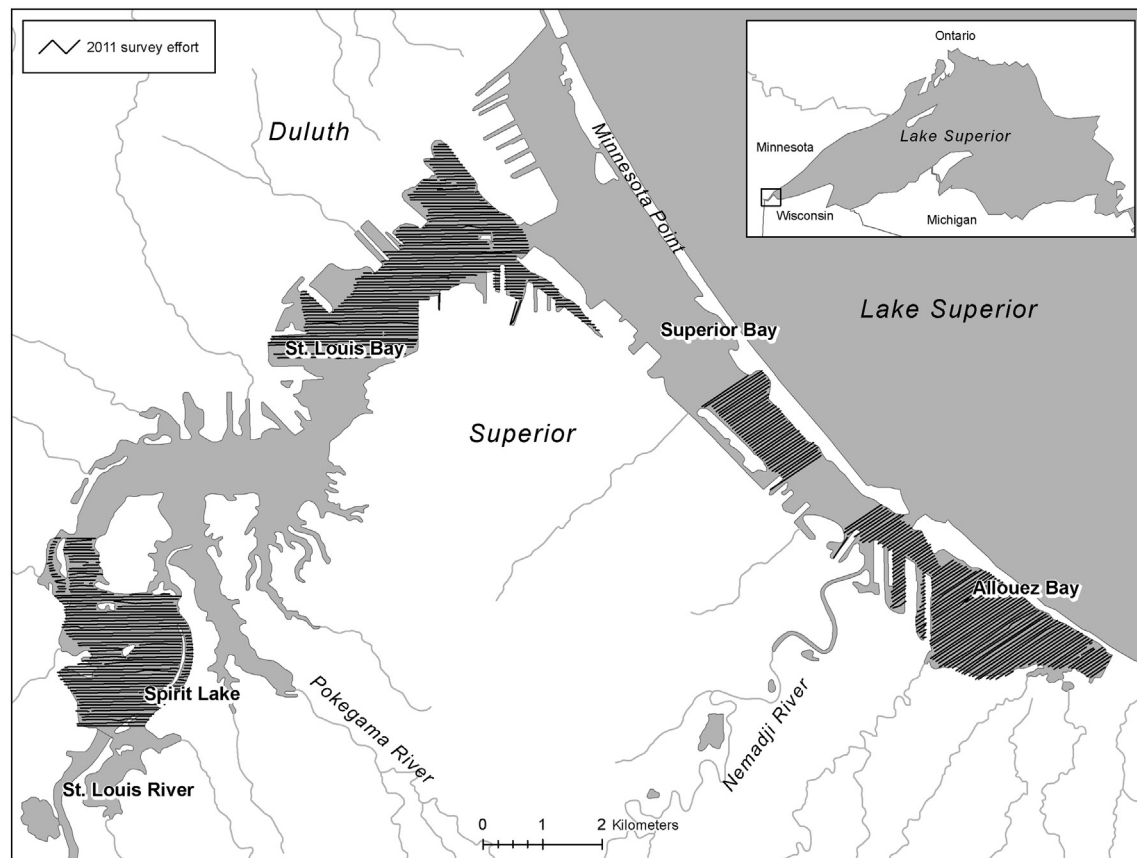 2011 survey effort
Ontario
Lake Superior
Minnesota
Wisconsin
Michigan
Duluth
Minnesota Point
Lake Superior
Superior Bay
St. Louis Bay
Superior
Allouez Bay
Spirit Lake
Pokegama River
Nemadji River
St. Louis River
0 1 2 Kilometers